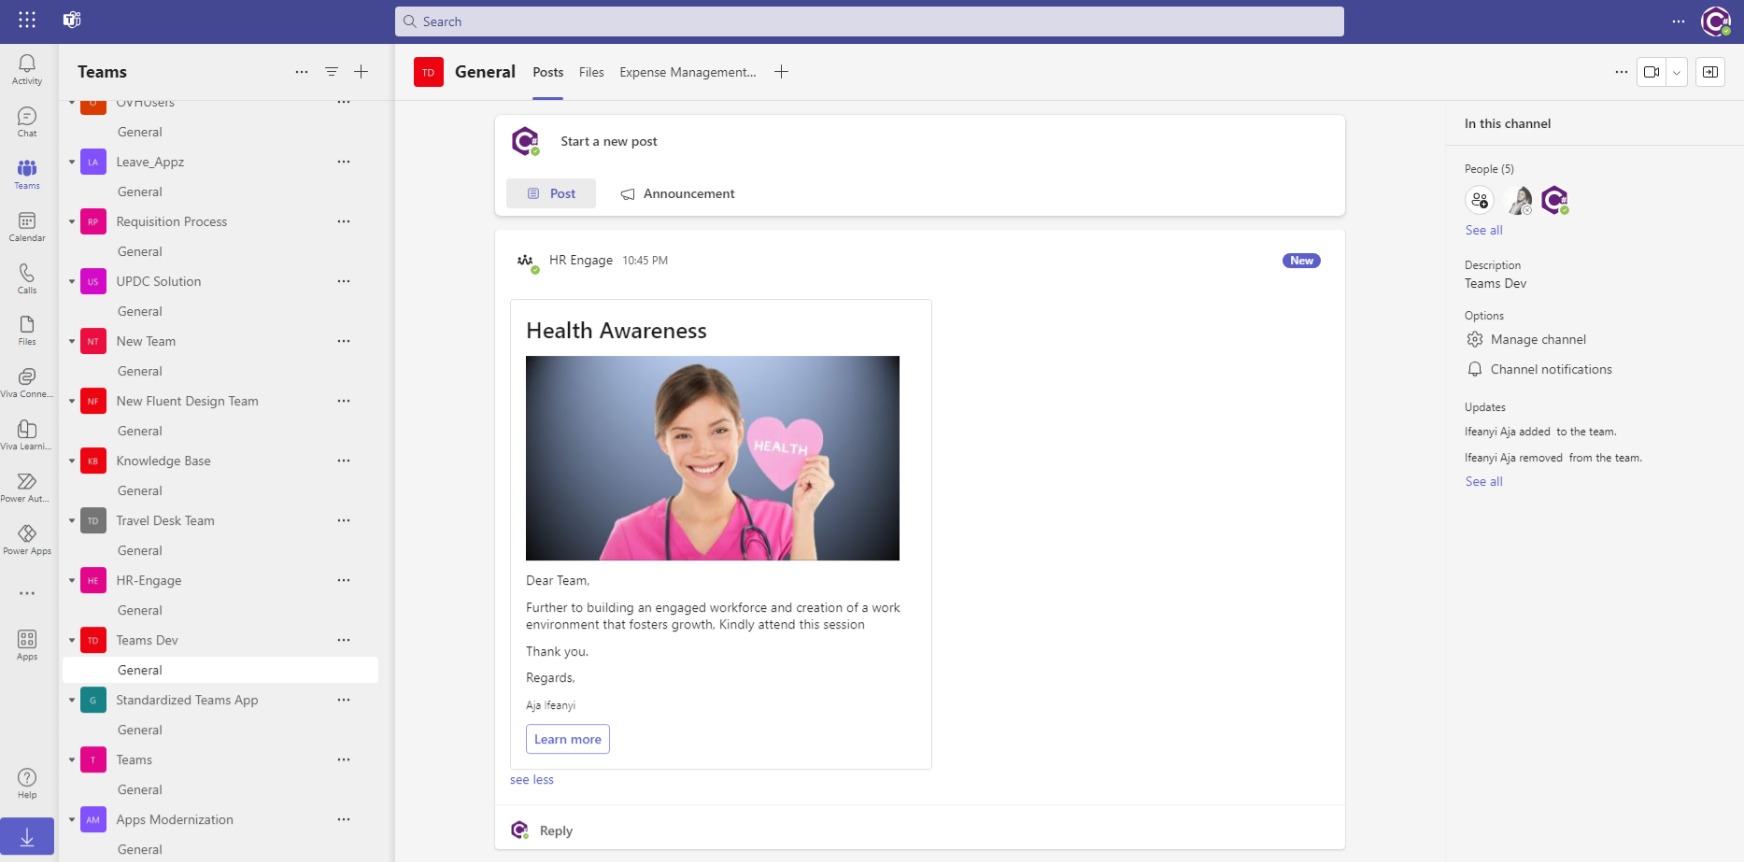 Search
Activity
Chat
Teams
Calendar
Calls
Files
Viva Conne...
Viva Learni...
Power Aut...
Power Apps
Apps
Help
Teams
O
OVHUsers
General
LA Leave_Appz
General
RP Requisition Process
General
US UPDC Solution
General
NT New Team
General
NF New Fluent Design Team
General
KB Knowledge Base
General
TD Travel Desk Team
General
HE HR-Engage
General
TD Teams Dev
General
G Standardized Teams App
General
T Teams
General
AM Apps Modernization
General
TD General Posts Files Expense Management...
Start a new post
Post Announcement
HR Engage 10:45 PM New
Health Awareness
HEALTH
Dear Team,
Further to building an engaged workforce and creation of a work
environment that fosters growth, Kindly attend this session
Thank you.
Regards,
Aja Ifeanyi
Learn more
see less
Reply
In this channel
People (5)
See all
Description
Teams Dev
Options
Manage channel
Channel notifications
Updates
Ifeanyi Aja added  to the team.
Ifeanyi Aja removed  from the team.
See all